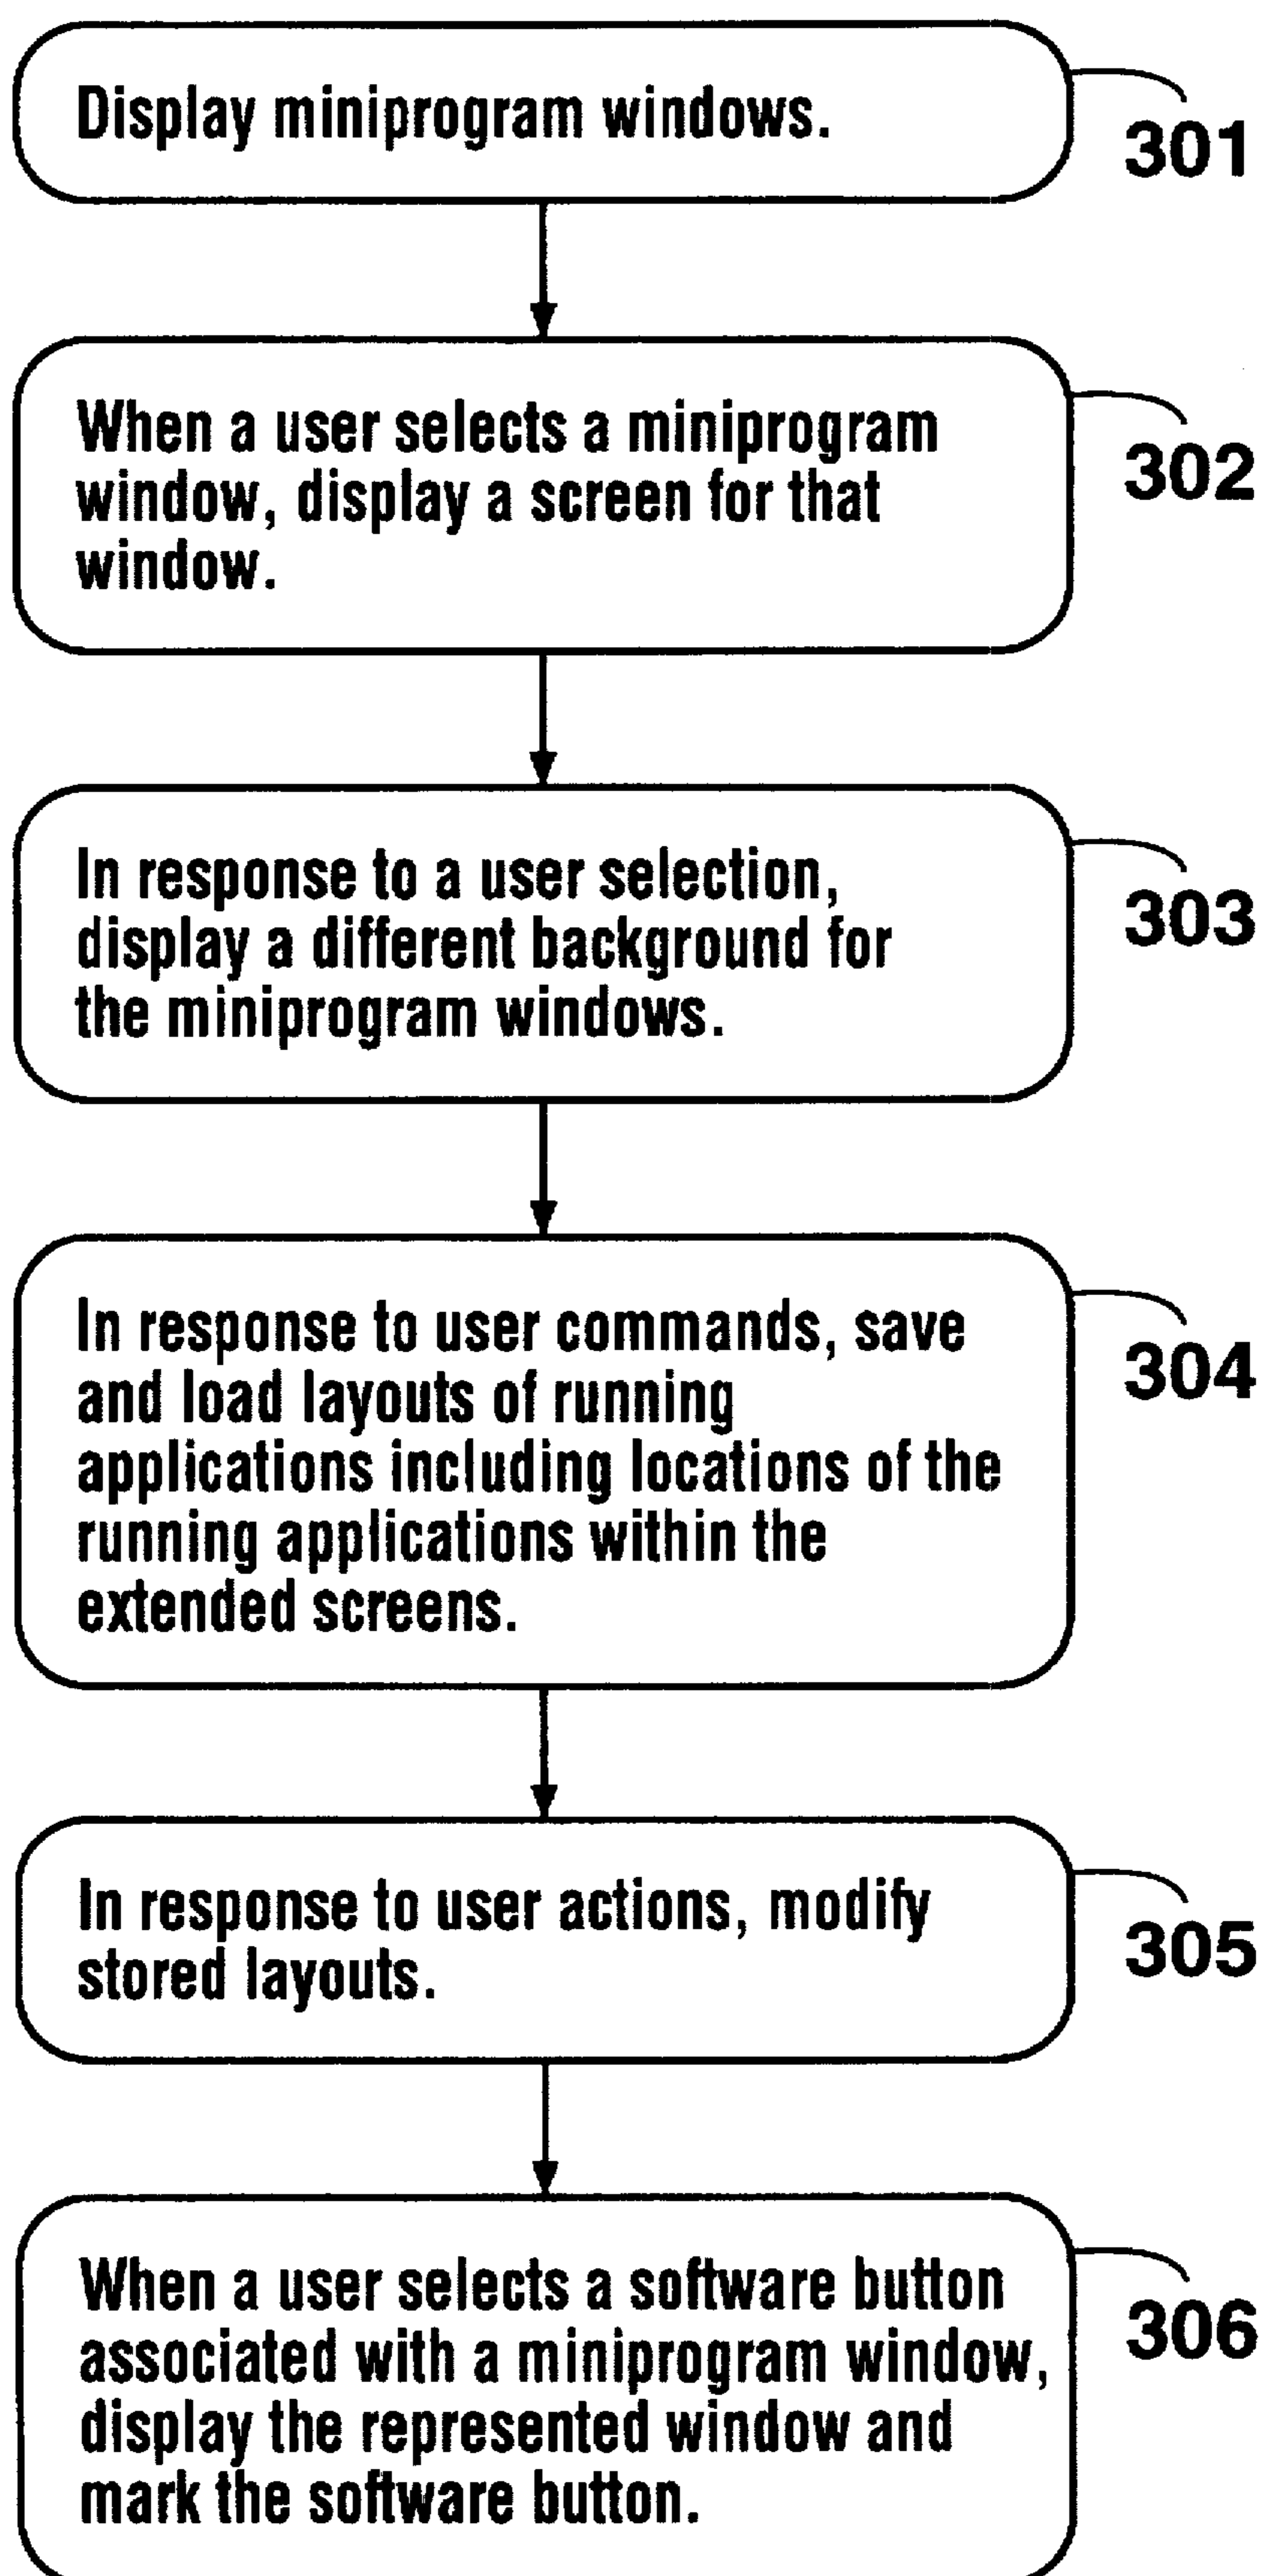 Display miniprogram windows.
301
When a user selects a miniprogram
window, display a screen for that
window.
302
In response to a user selection,
display a different background for
the miniprogram windows.
303
In response to user commands, save
and load layouts of running
applications including locations of the
running applications within the
extended screens.
304
In response to user actions, modify
stored layouts.
305
When a user selects a software button
associated with a miniprogram window,
display the represented window and
mark the software button.
306